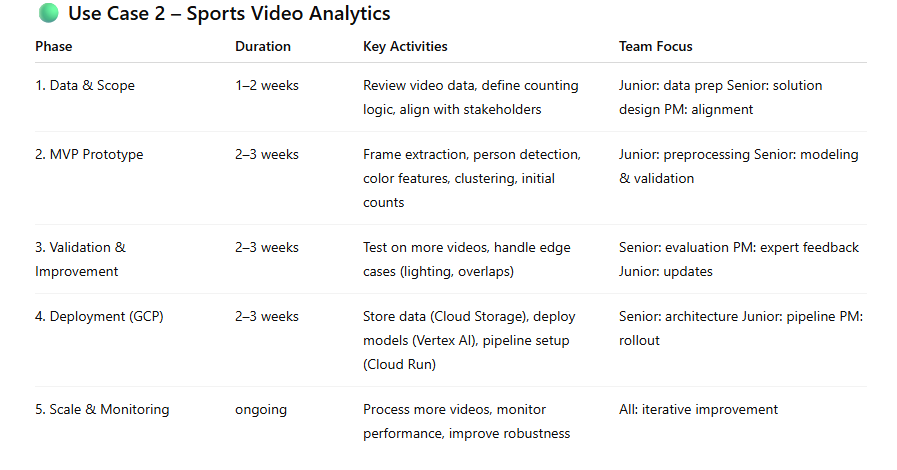 Use Case 2 – Sports Video Analytics
Phase Duration Key Activities Team Focus
1. Data & Scope 1–2 weeks Review video data, define counting Junior: data prep Senior: solution
logic, align with stakeholders design PM: alignment
2. MVP Prototype 2–3 weeks Frame extraction, person detection, Junior: preprocessing Senior: modeling
color features, clustering, initial & validation
counts
3. Validation & 2–3 weeks Test on more videos, handle edge Senior: evaluation PM: expert feedback
Improvement cases (lighting, overlaps) Junior: updates
4. Deployment (GCP) 2–3 weeks Store data (Cloud Storage), deploy Senior: architecture Junior: pipeline PM:
models (Vertex AI), pipeline setup rollout
(Cloud Run)
5. Scale & Monitoring ongoing Process more videos, monitor All: iterative improvement
performance, improve robustness